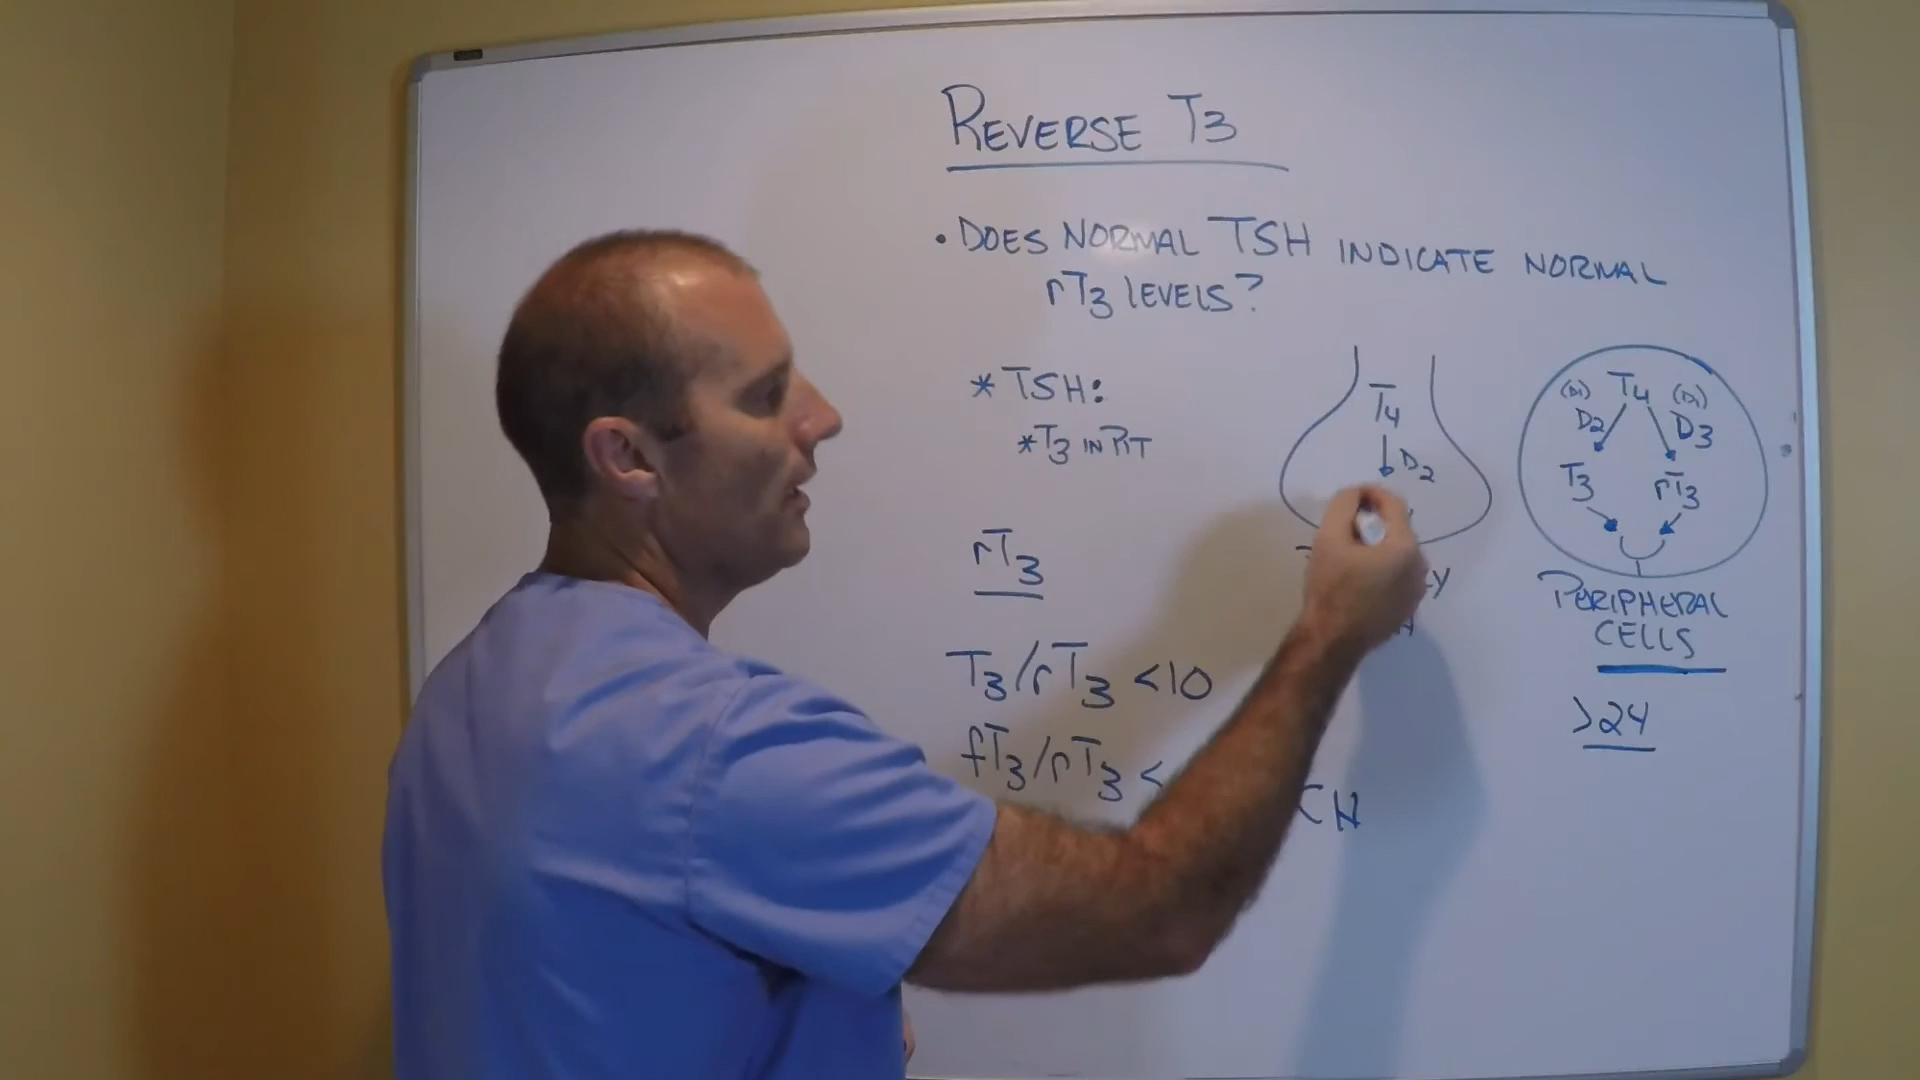 REVERSE T3
• DOES NORMAL TSH INDICATE NORMAL
rT3 LEVELS?
* TSH:
*T3 IN PIT
rT3
T3/rT3 <10
fT3/rT3 <
CH
T4
D2
(D1) T4 (D1)
D2 D3
T3 rT3
PERIPHERAL
CELLS
>24